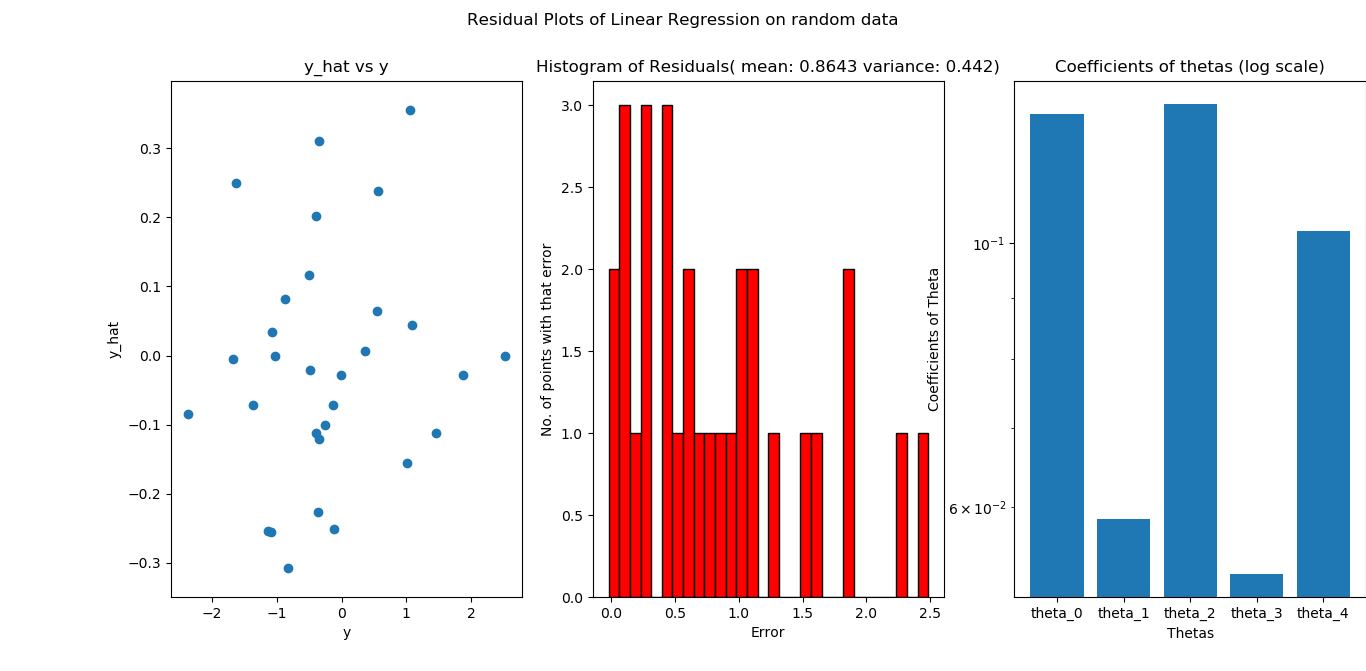 Residual Plots of Linear Regression on random data
y_hat vs y
0.3
0.2
0.1
0.0
−0.1
−0.2
−0.3
y_hat
−2 −1 0 1 2
y
Histogram of Residuals( mean: 0.8643 variance: 0.442)
3.0
2.5
2.0
1.5
1.0
0.5
0.0
No. of points with that error
0.0 0.5 1.0 1.5 2.0 2.5
Error
Coefficients of thetas (log scale)
10⁻¹
6 × 10⁻²
Coefficients of Theta
theta_0 theta_1 theta_2 theta_3 theta_4
Thetas